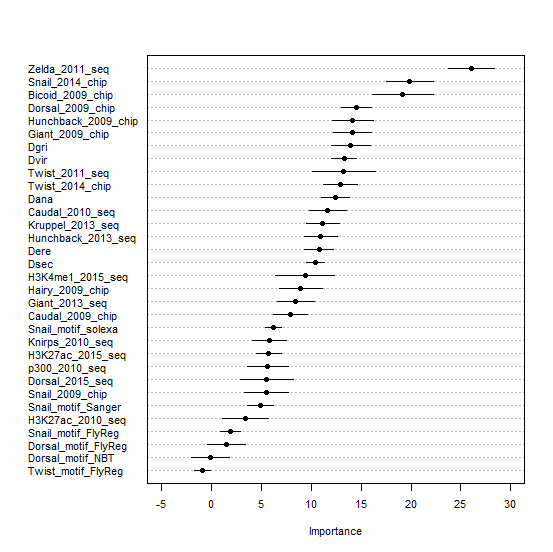 Zelda_2011_seq
Snail_2014_chip
Bicoid_2009_chip
Dorsal_2009_chip
Hunchback_2009_chip
Giant_2009_chip
Dgri
Dvir
Twist_2011_seq
Twist_2014_chip
Dana
Caudal_2010_seq
Kruppel_2013_seq
Hunchback_2013_seq
Dere
Dsec
H3K4me1_2015_seq
Hairy_2009_chip
Giant_2013_seq
Caudal_2009_chip
Snail_motif_solexa
Knirps_2010_seq
H3K27ac_2015_seq
p300_2010_seq
Dorsal_2015_seq
Snail_2009_chip
Snail_motif_Sanger
H3K27ac_2010_seq
Snail_motif_FlyReg
Dorsal_motif_FlyReg
Dorsal_motif_NBT
Twist_motif_FlyReg
-5 0 5 10 15 20 25 30
Importance